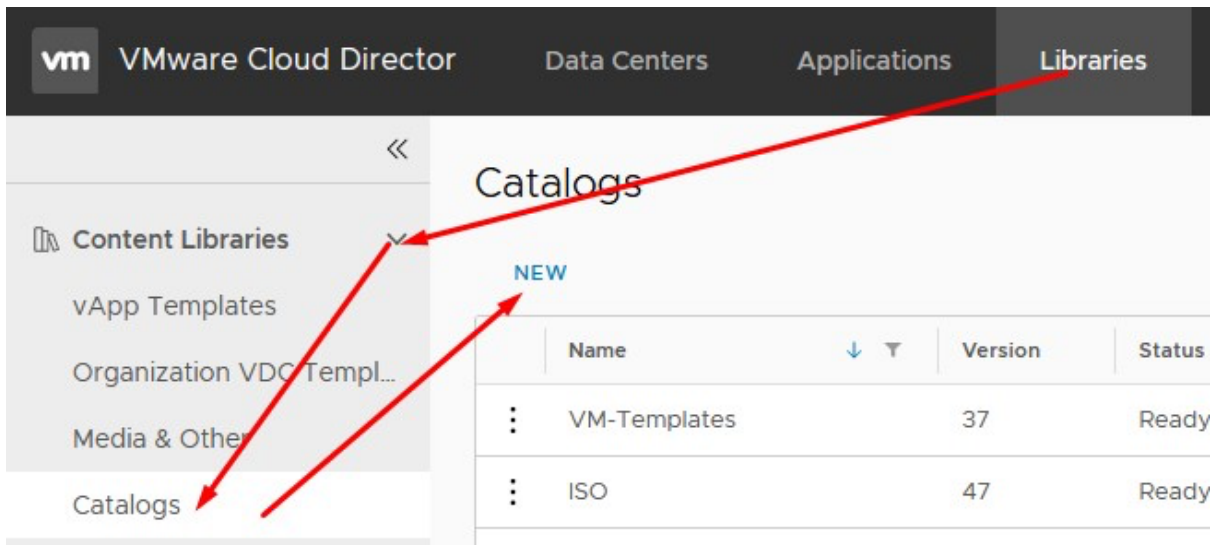 vm VMware Cloud Director Data Centers Applications Libraries
Catalogs
Content Libraries
NEW
vApp Templates
Name Version Status
Organization VDC Templ...
VM-Templates 37 Ready
Media & Other
ISO 47 Ready
Catalogs